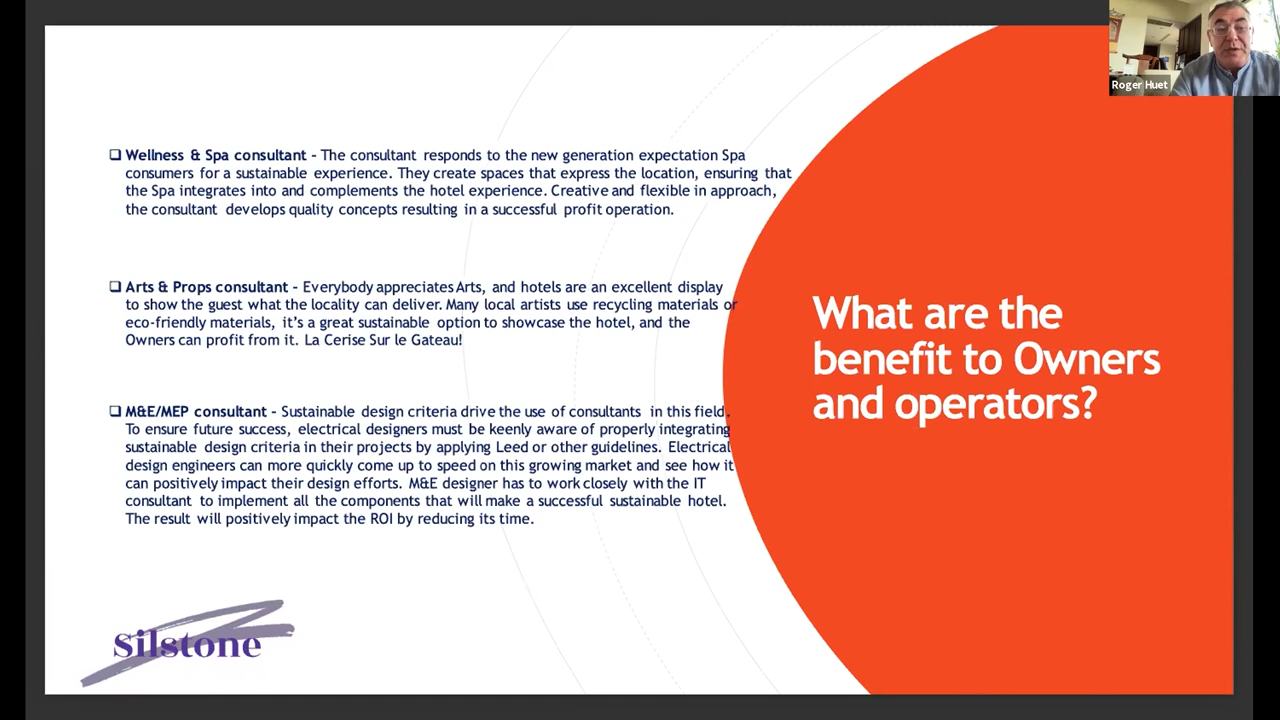 Roger Huet
❑ Wellness & Spa consultant - The consultant responds to the new generation expectation Spa
consumers for a sustainable experience. They create spaces that express the location, ensuring that
the Spa integrates into and complements the hotel experience. Creative and flexible in approach,
the consultant develops quality concepts resulting in a successful profit operation.
❑ Arts & Props consultant - Everybody appreciates Arts, and hotels are an excellent display
to show the guest what the locality can deliver. Many local artists use recycling materials or
eco-friendly materials, it's a great sustainable option to showcase the hotel, and the
Owners can profit from it. La Cerise Sur le Gateau!
❑ M&E/MEP consultant - Sustainable design criteria drive the use of consultants in this field.
To ensure future success, electrical designers must be keenly aware of properly integrating
sustainable design criteria in their projects by applying Leed or other guidelines. Electrical
design engineers can more quickly come up to speed on this growing market and see how it
can positively impact their design efforts. M&E designer has to work closely with the IT
consultant to implement all the components that will make a successful sustainable hotel.
The result will positively impact the ROI by reducing its time.
What are the
benefit to Owners
and operators?
Silstone